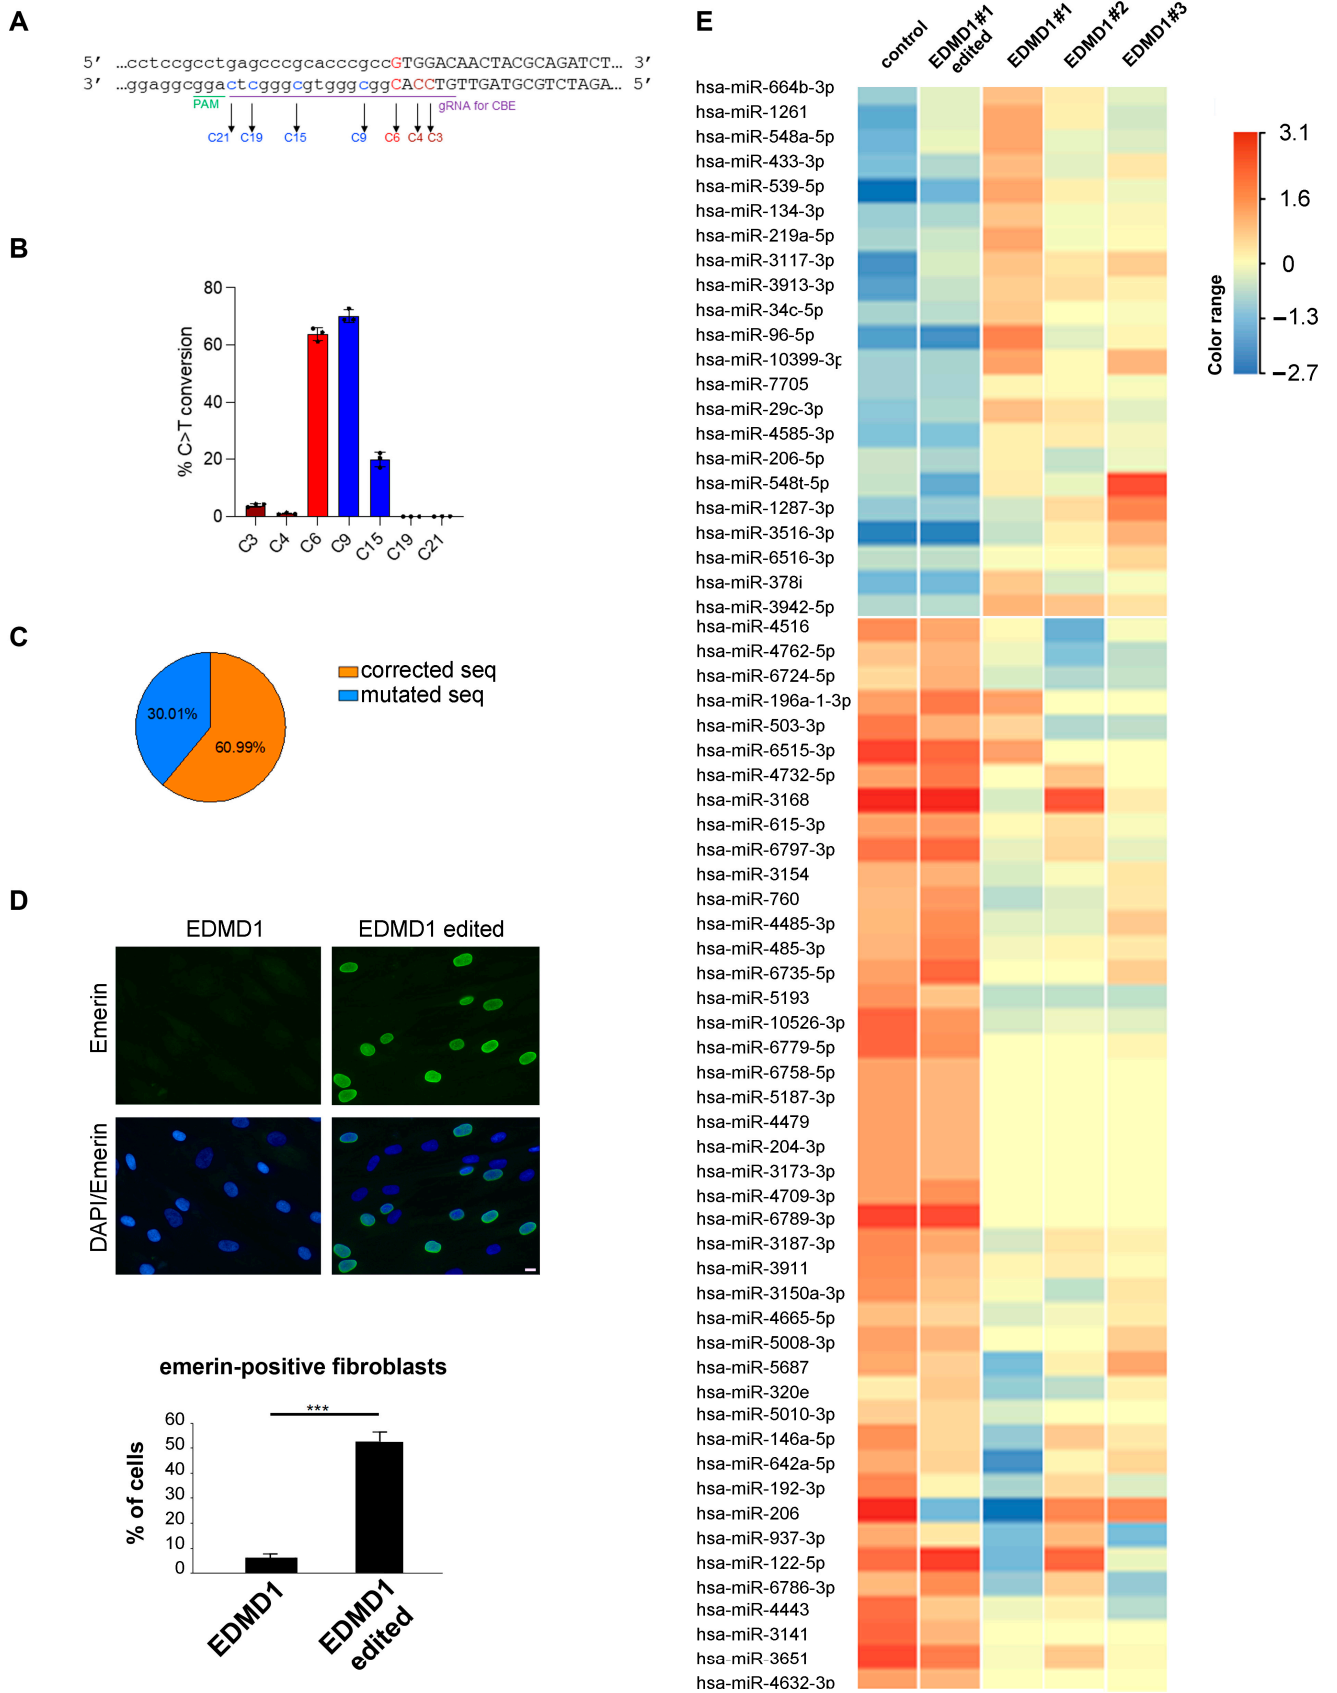 A
5′ …cctccgcctgagcccgcacccgccGTGGACAACTACGCAGATCT… 3′
3′ …ggaggcggactcgggcgtgggcggCACCTGTTGATGCGTCTAGA… 5′
PAM
gRNA for CBE
C21 C19 C15 C9 C6 C4 C3
B
% C>T conversion
80
60
40
20
0
C3 C4 C6 C9 C15 C19 C21
C
30.01%
60.99%
corrected seq
mutated seq
D
EDMD1 EDMD1 edited
Emerin
DAPI/Emerin
emerin-positive fibroblasts
***
% of cells
60
50
40
30
20
10
0
EDMD1
EDMD1
edited
E
control
EDMD1#1
edited
EDMD1#1
EDMD1#2
EDMD1#3
hsa-miR-664b-3p
hsa-miR-1261
hsa-miR-548a-5p
hsa-miR-433-3p
hsa-miR-539-5p
hsa-miR-134-3p
hsa-miR-219a-5p
hsa-miR-3117-3p
hsa-miR-3913-3p
hsa-miR-34c-5p
hsa-miR-96-5p
hsa-miR-10399-3p
hsa-miR-7705
hsa-miR-29c-3p
hsa-miR-4585-3p
hsa-miR-206-5p
hsa-miR-548t-5p
hsa-miR-1287-3p
hsa-miR-3516-3p
hsa-miR-6516-3p
hsa-miR-378i
hsa-miR-3942-5p
hsa-miR-4516
hsa-miR-4762-5p
hsa-miR-6724-5p
hsa-miR-196a-1-3p
hsa-miR-503-3p
hsa-miR-6515-3p
hsa-miR-4732-5p
hsa-miR-3168
hsa-miR-615-3p
hsa-miR-6797-3p
hsa-miR-3154
hsa-miR-760
hsa-miR-4485-3p
hsa-miR-485-3p
hsa-miR-6735-5p
hsa-miR-5193
hsa-miR-10526-3p
hsa-miR-6779-5p
hsa-miR-6758-5p
hsa-miR-5187-3p
hsa-miR-4479
hsa-miR-204-3p
hsa-miR-3173-3p
hsa-miR-4709-3p
hsa-miR-6789-3p
hsa-miR-3187-3p
hsa-miR-3911
hsa-miR-3150a-3p
hsa-miR-4665-5p
hsa-miR-5008-3p
hsa-miR-5687
hsa-miR-320e
hsa-miR-5010-3p
hsa-miR-146a-5p
hsa-miR-642a-5p
hsa-miR-192-3p
hsa-miR-206
hsa-miR-937-3p
hsa-miR-122-5p
hsa-miR-6786-3p
hsa-miR-4443
hsa-miR-3141
hsa-miR-3651
hsa-miR-4632-3p
Color range
3.1
1.6
0
−1.3
−2.7